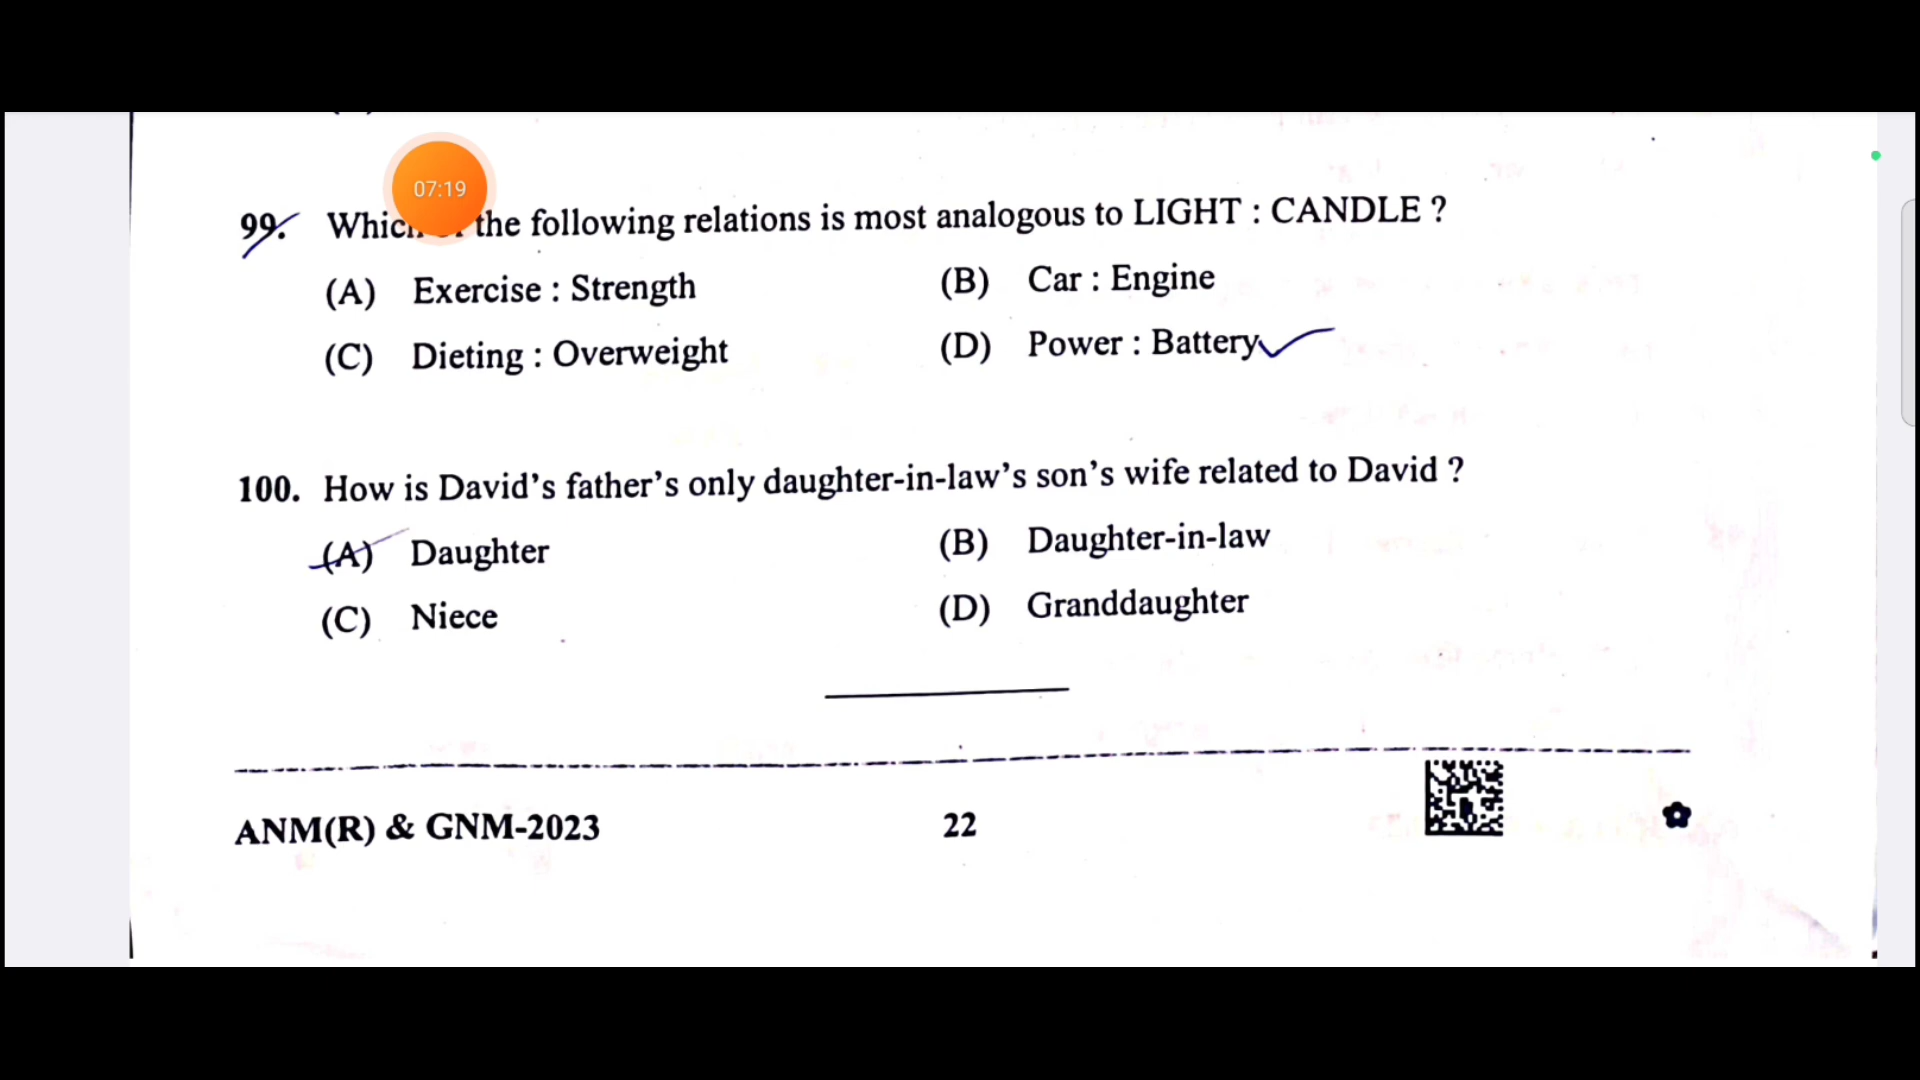 07:19
99. Which the following relations is most analogous to LIGHT : CANDLE ?
(A) Exercise : Strength (B) Car : Engine
(C) Dieting : Overweight (D) Power : Battery
100. How is David's father's only daughter-in-law's son's wife related to David ?
(A) Daughter (B) Daughter-in-law
(C) Niece (D) Granddaughter
ANM(R) & GNM-2023 22